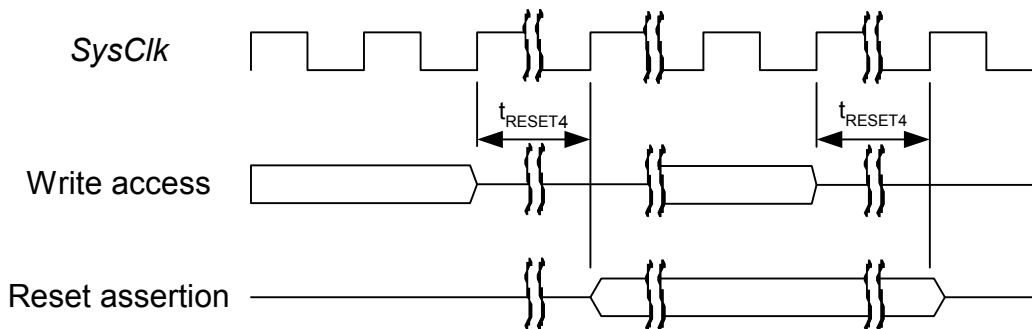 SysClk
t_RESET4 t_RESET4
Write access
Reset assertion